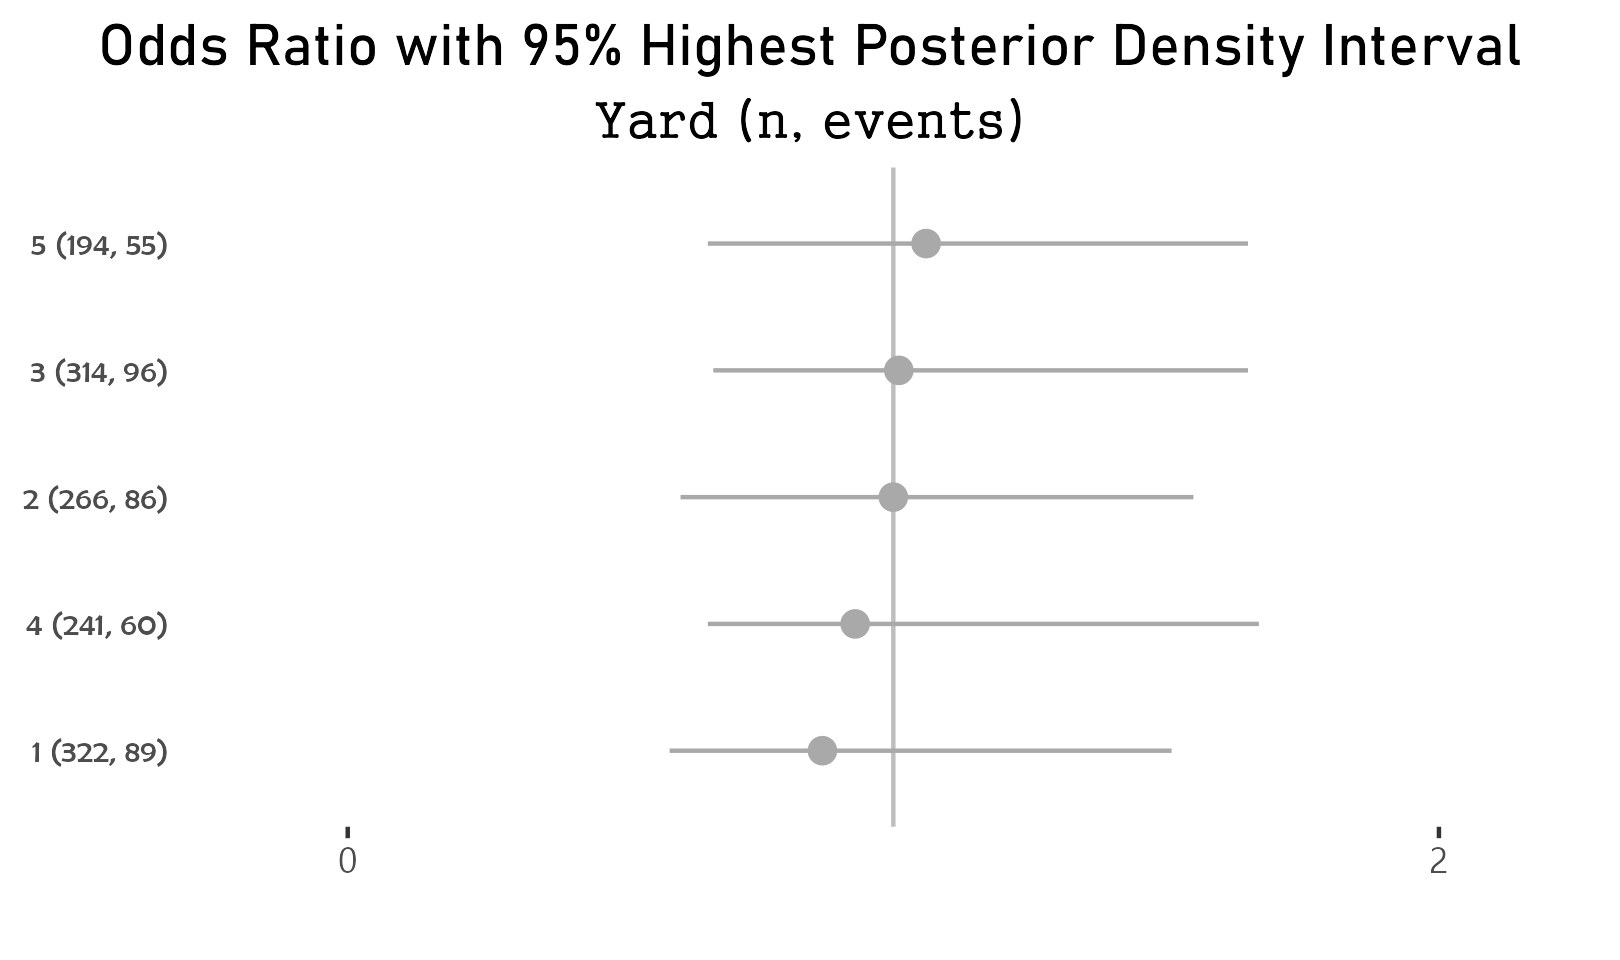 Odds Ratio with 95% Highest Posterior Density Interval
Yard (n, events)
5 (194, 55)
3 (314, 96)
2 (266, 86)
4 (241, 60)
1 (322, 89)
0
2